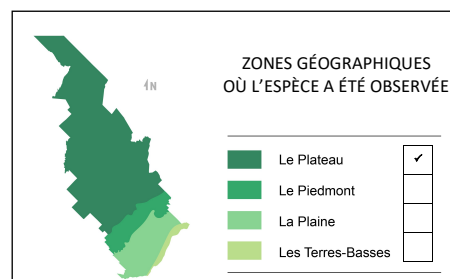 ZONES GÉOGRAPHIQUES
OÙ L'ESPÈCE A ÉTÉ OBSERVÉE
N
Le Plateau ✓
Le Piedmont
La Plaine
Les Terres-Basses